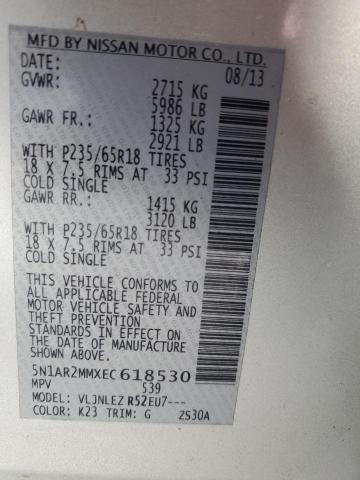 MFD BY NISSAN MOTOR CO., LTD.
DATE: 08/13
GVWR: 2715 KG
5986 LB
GAWR FR.: 1325 KG
2921 LB
WITH P235/65R18 TIRES
18 X 7.5 RIMS AT 33 PSI
COLD SINGLE
GAWR RR.: 1415 KG
3120 LB
WITH P235/65R18 TIRES
18 X 7.5 RIMS AT 33 PSI
COLD SINGLE
THIS VEHICLE CONFORMS TO
ALL APPLICABLE FEDERAL
MOTOR VEHICLE SAFETY
STANDARDS IN EFFECT ON
THE DATE OF MANUFACTURE
SHOWN ABOVE.
5N1AR2MMXEC618530
MPV 539
MODEL: VLJNLEZ R52EU7---
COLOR: K23 TRIM: G 2S30A